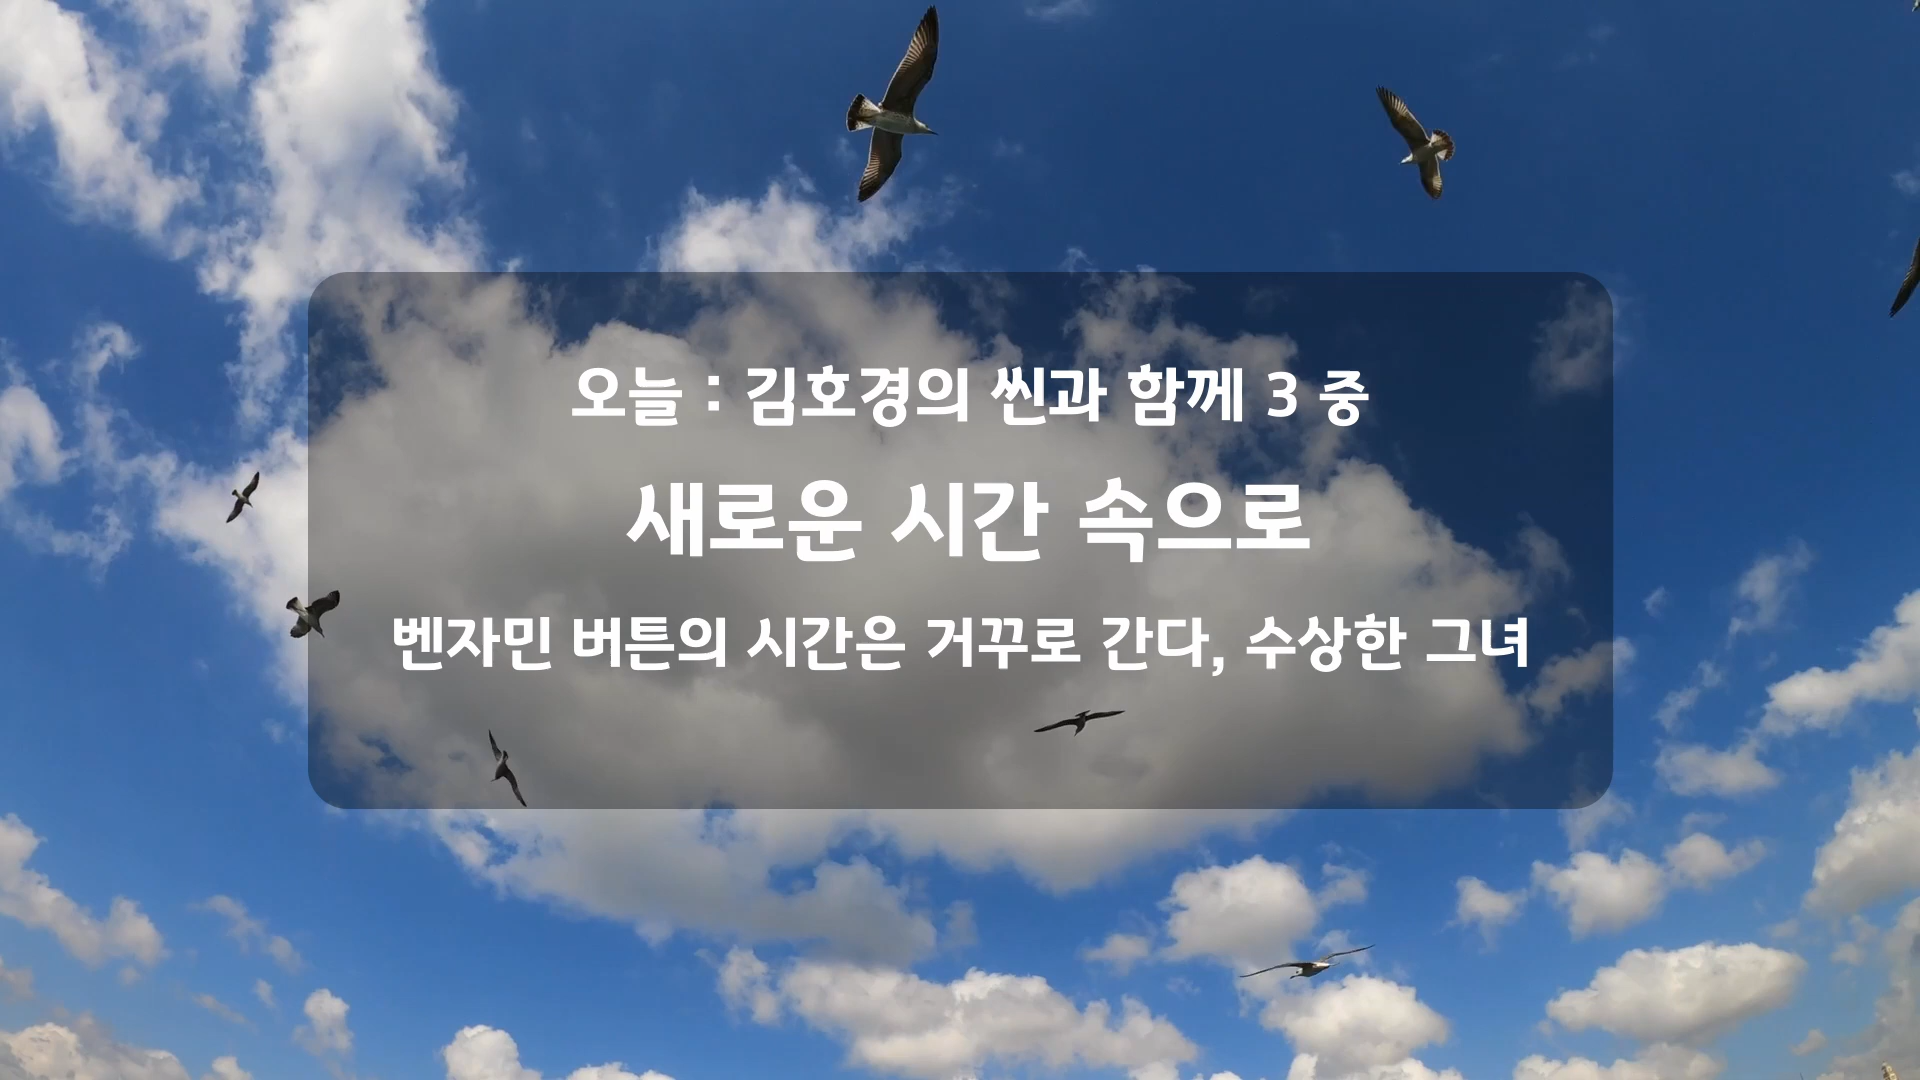 오늘 : 김호경의 씬과 함께 3 중
새로운 시간 속으로
벤자민 버튼의 시간은 거꾸로 간다, 수상한 그녀